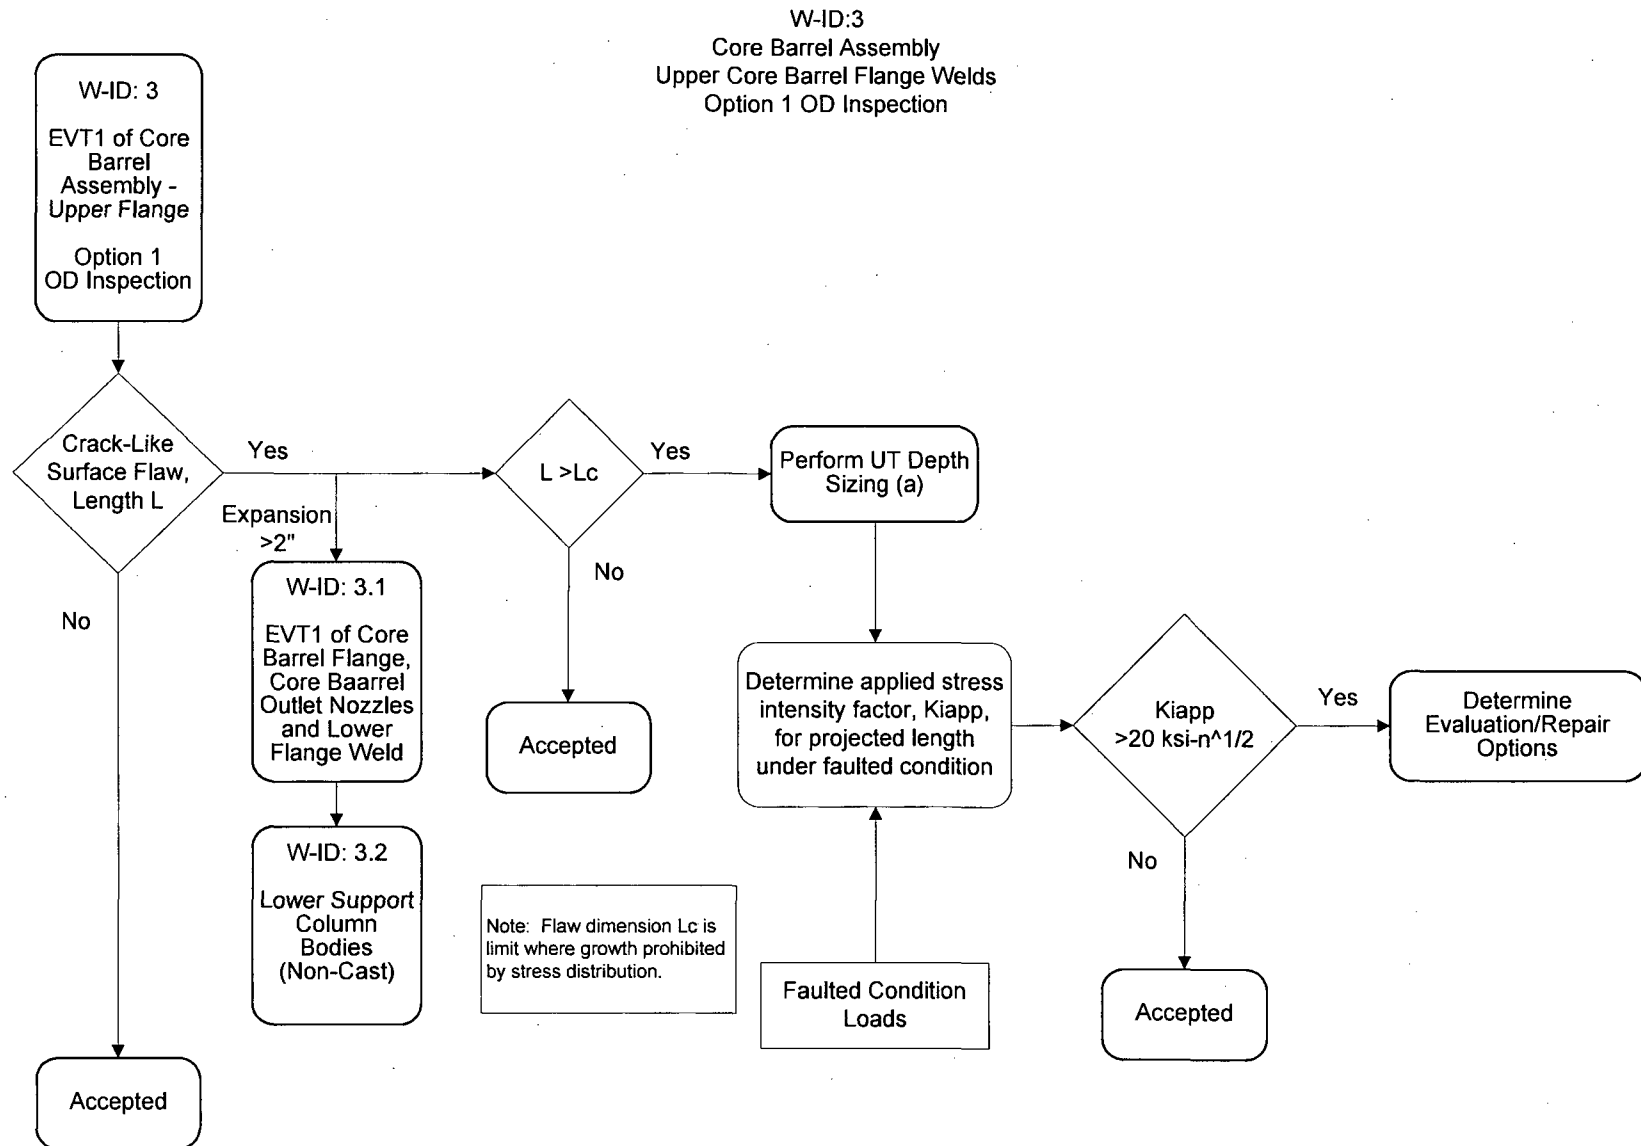 W-ID:3
Core Barrel Assembly
Upper Core Barrel Flange Welds
Option 1 OD Inspection
W-ID: 3
EVT1 of Core
Barrel
Assembly -
Upper Flange
Option 1
OD Inspection
Crack-Like
Surface Flaw,
Length L
Yes
No
Expansion
>2"
W-ID: 3.1
EVT1 of Core
Barrel Flange,
Core Baarrel
Outlet Nozzles
and Lower
Flange Weld
W-ID: 3.2
Lower Support
Column
Bodies
(Non-Cast)
Accepted
L >Lc
Yes
No
Accepted
Note: Flaw dimension Lc is
limit where growth prohibited
by stress distribution.
Perform UT Depth
Sizing (a)
Determine applied stress
intensity factor, Kiapp,
for projected length
under faulted condition
Faulted Condition
Loads
Kiapp
>20 ksi-n^1/2
Yes
No
Accepted
Determine
Evaluation/Repair
Options